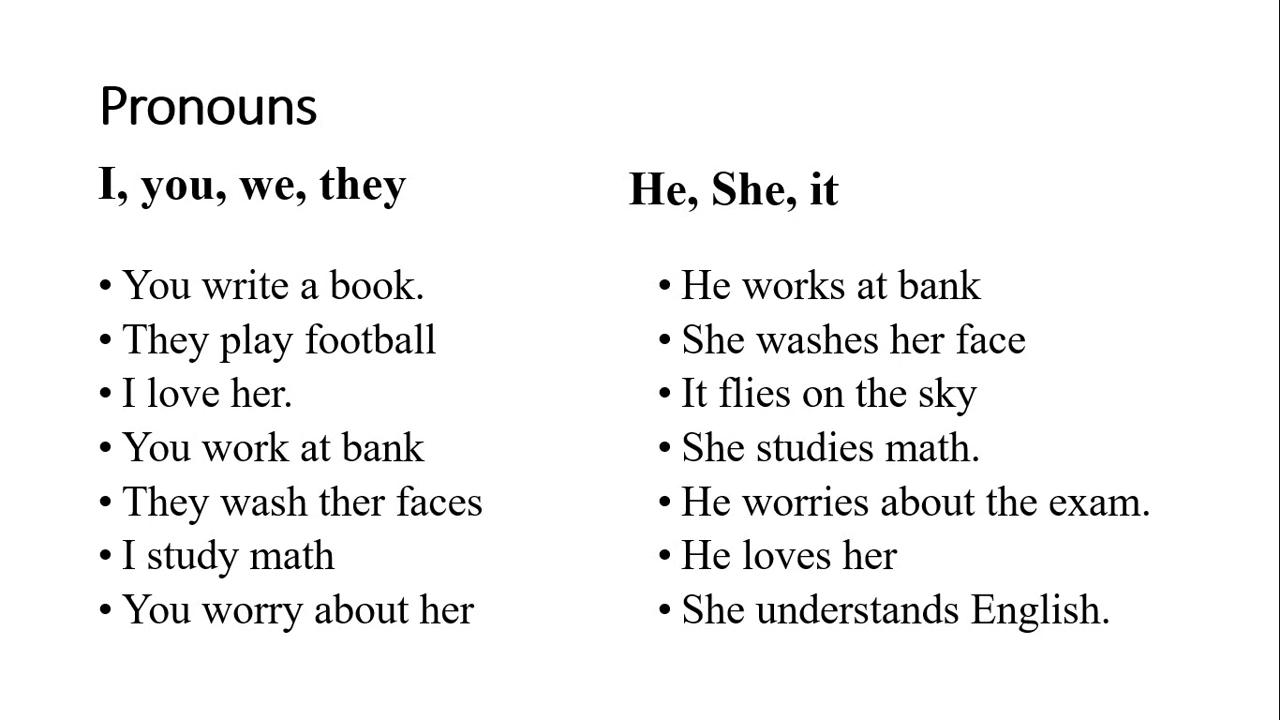 Pronouns
I, you, we, they
• You write a book.
• They play football
• I love her.
• You work at bank
• They wash ther faces
• I study math
• You worry about her
He, She, it
• He works at bank
• She washes her face
• It flies on the sky
• She studies math.
• He worries about the exam.
• He loves her
• She understands English.